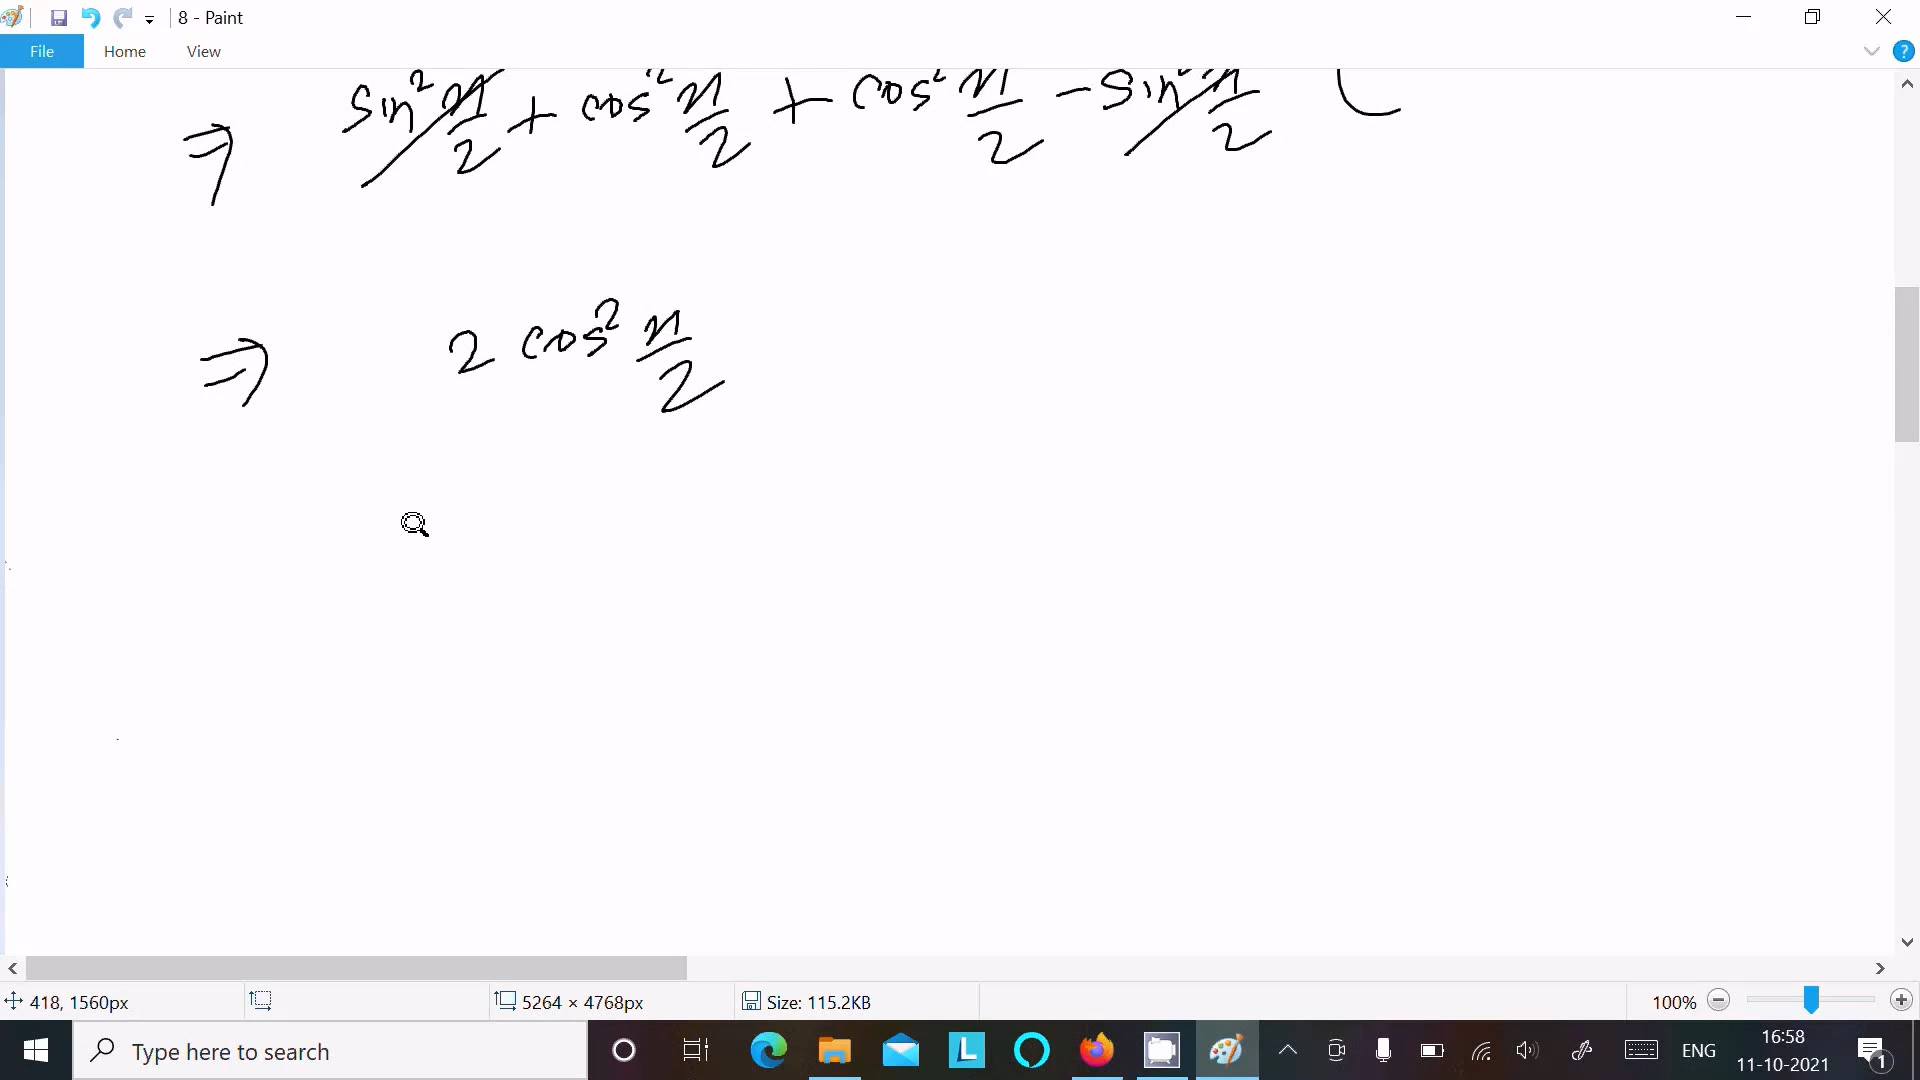 8 - Paint
File Home View
⇒ sin² x/2 + cos² x/2 + cos² x/2 - sin² x/2
⇒ 2 cos² x/2
418, 1560px 5264 × 4768px Size: 115.2KB 100%
Type here to search L ENG 16:58
11-10-2021 1